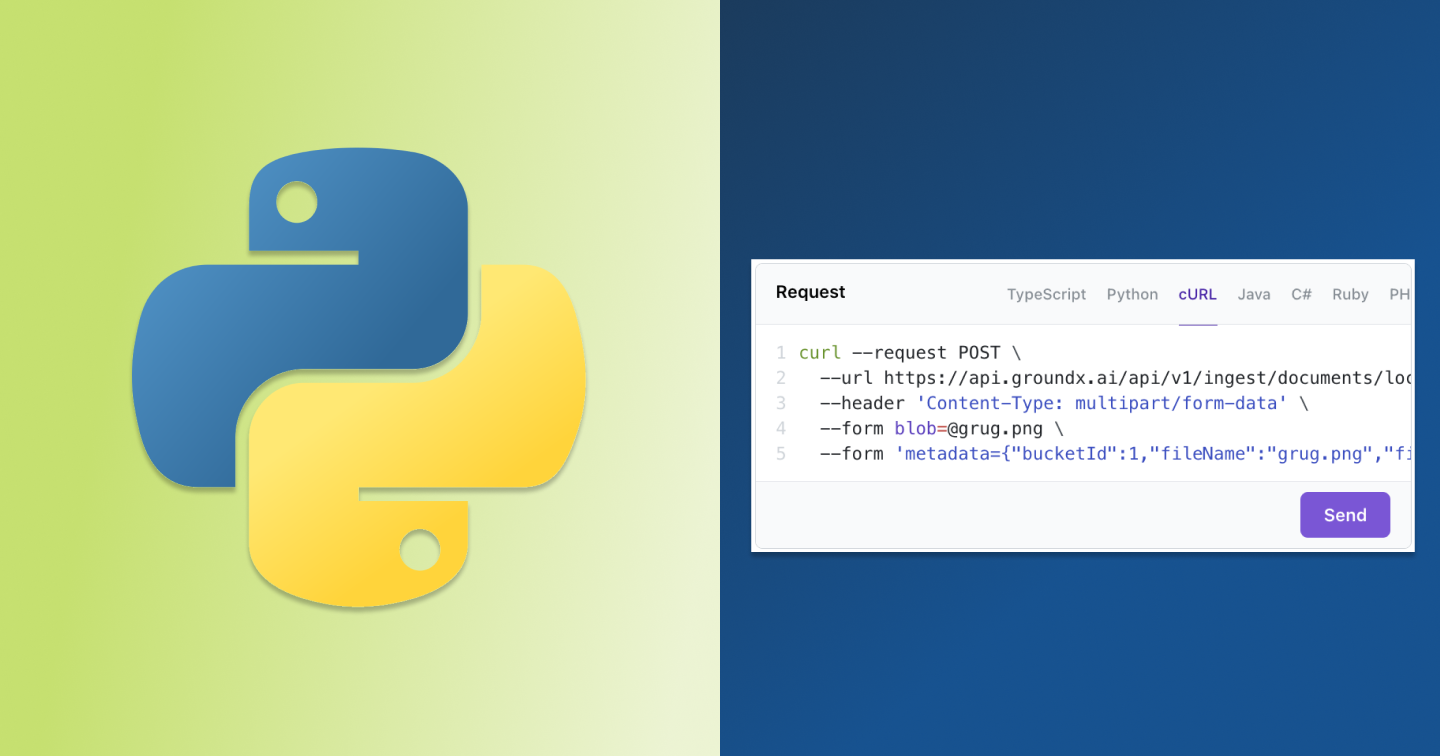 Request
TypeScript Python cURL Java C# Ruby PH
1 curl --request POST \
2 --url https://api.groundx.ai/api/v1/ingest/documents/loc
3 --header 'Content-Type: multipart/form-data' \
4 --form blob=@grug.png \
5 --form 'metadata={"bucketId":1,"fileName":"grug.png","fi
Send